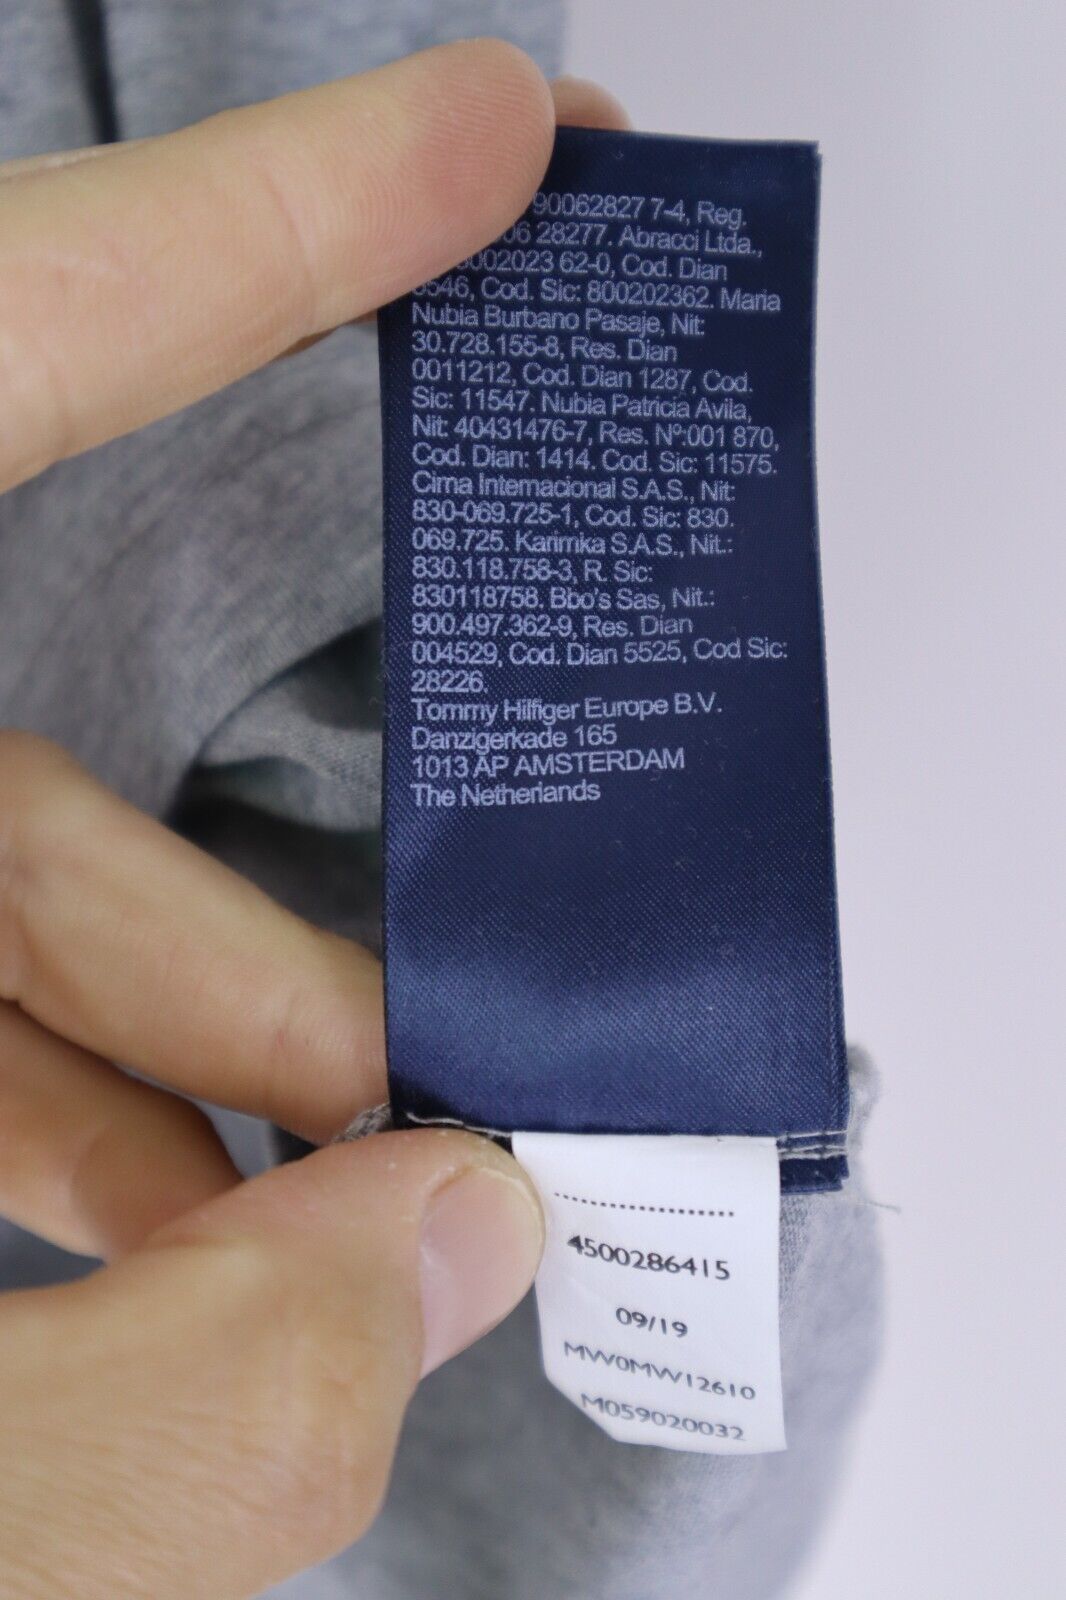 90062827 7-4, Reg.
06 28277. Abracci Ltda.,
8002023 62-0, Cod. Dian
6546, Cod. Sic: 800202362. Maria
Nubia Burbano Pasaje, Nit:
30.728.155-8, Res. Dian
0011212, Cod. Dian 1287, Cod.
Sic: 11547. Nubia Patricia Avila,
Nit: 40431476-7, Res. Nº:001 870,
Cod. Dian: 1414. Cod. Sic: 11575.
Cima Internacional S.A.S., Nit:
830-069.725-1, Cod. Sic: 830.
069.725. Karimka S.A.S., Nit.:
830.118.758-3, R. Sic:
830118758. Bbo's Sas, Nit.:
900.497.362-9, Res. Dian
004529, Cod. Dian 5525, Cod Sic:
28226.
Tommy Hilfiger Europe B.V.
Danzigerkade 165
1013 AP AMSTERDAM
The Netherlands
4500286415
09/19
MW0MW12610
M059020032